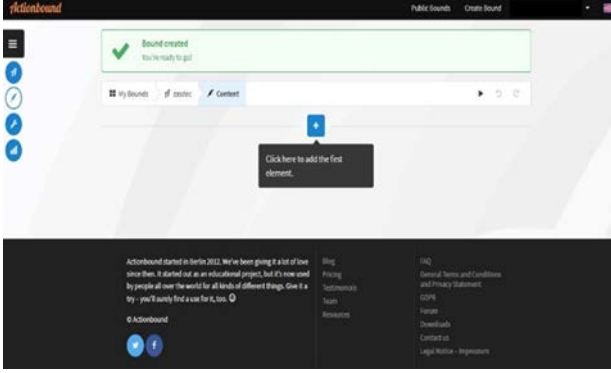 Actionbound
Public Bounds Create Bound
Bound created
You're ready to go!
My Bounds Content
Click here to add the first
element.
Actionbound started in Berlin 2012. We've been giving it a lot of love
since then. It started out as an educational project, but it's now used
by people all over the world for all kinds of different things. Give it a
try – you'll surely find a use for it, too.
© Actionbound
Blog
Pricing
Testimonials
Team
Resources
FAQ
General Terms and Conditions
and Privacy Statement
GDPR
Forum
Downloads
Contact us
Legal Notice – Impressum